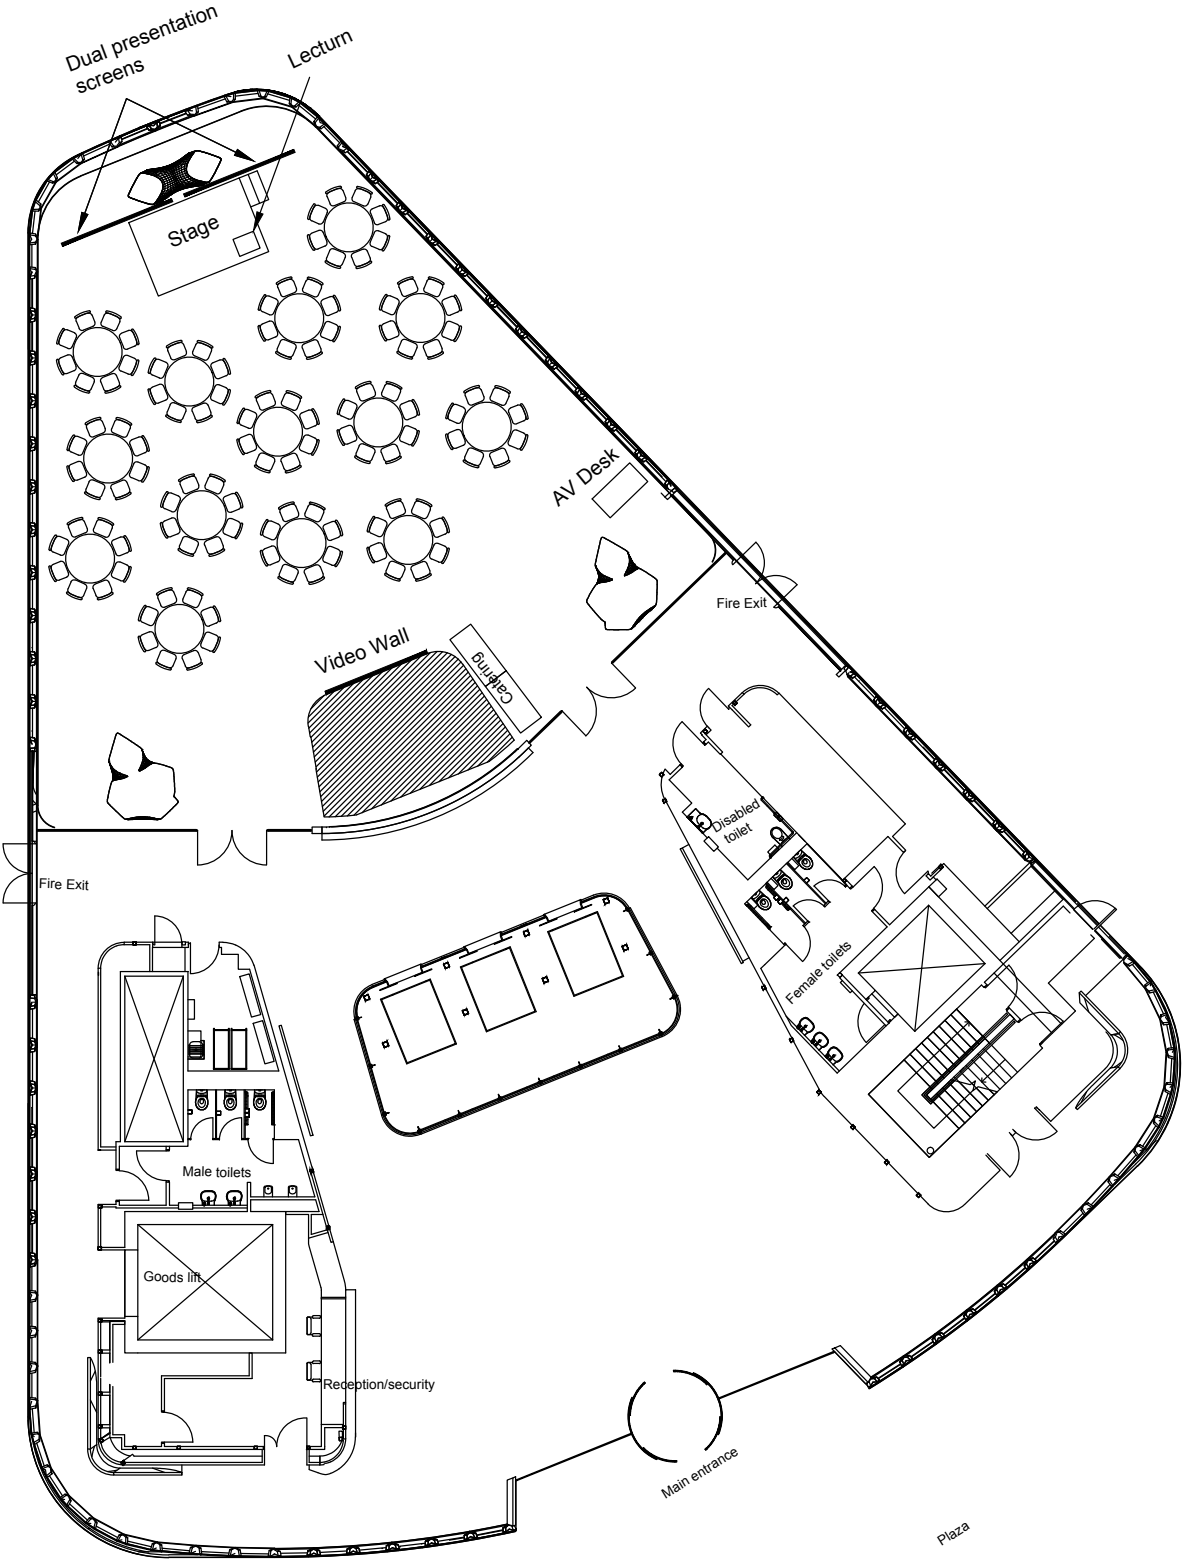 Dual presentation
screens
Lecturn
Stage
AV Desk
Fire Exit
Video Wall
Catering
Disabled
toilet
Fire Exit
Female toilets
Male toilets
Goods lift
Reception/security
Main entrance
Plaza